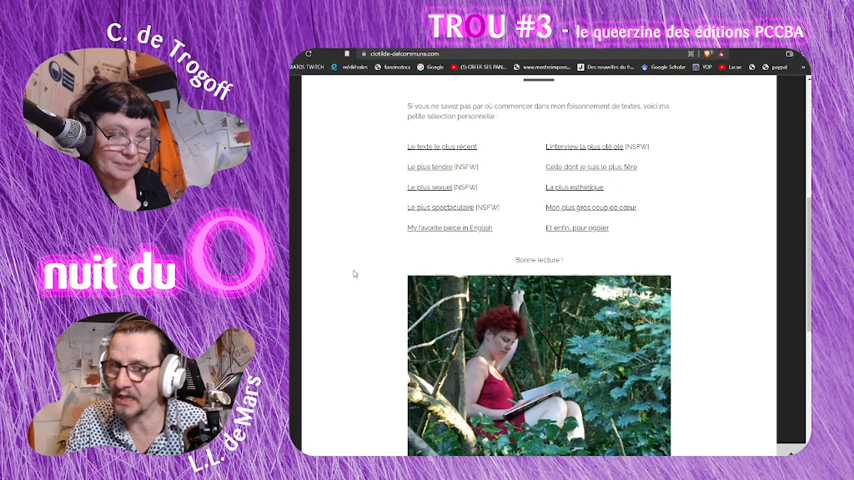 TROU #3 - le queerzine des éditions PCCBA
C. de Trogoff
nuit du O
L.L. deMars
clotilde-delcommune.com
médiévales
fanzinoteca
Google
Google Scholar
YOP
Lacan
paypal
Si vous ne savez pas par où commencer dans mon foisonnement de textes, voici ma
petite sélection personnelle :
Le texte le plus récent
Le plus tendre [NSFW]
Le plus sexuel [NSFW]
Le plus spectaculaire [NSFW]
My favorite piece in English
L'interview la plus olé olé [NSFW]
Celle dont je suis le plus fière
La plus esthétique
Mon plus gros coup de cœur
Et enfin, pour rigoler
Bonne lecture !